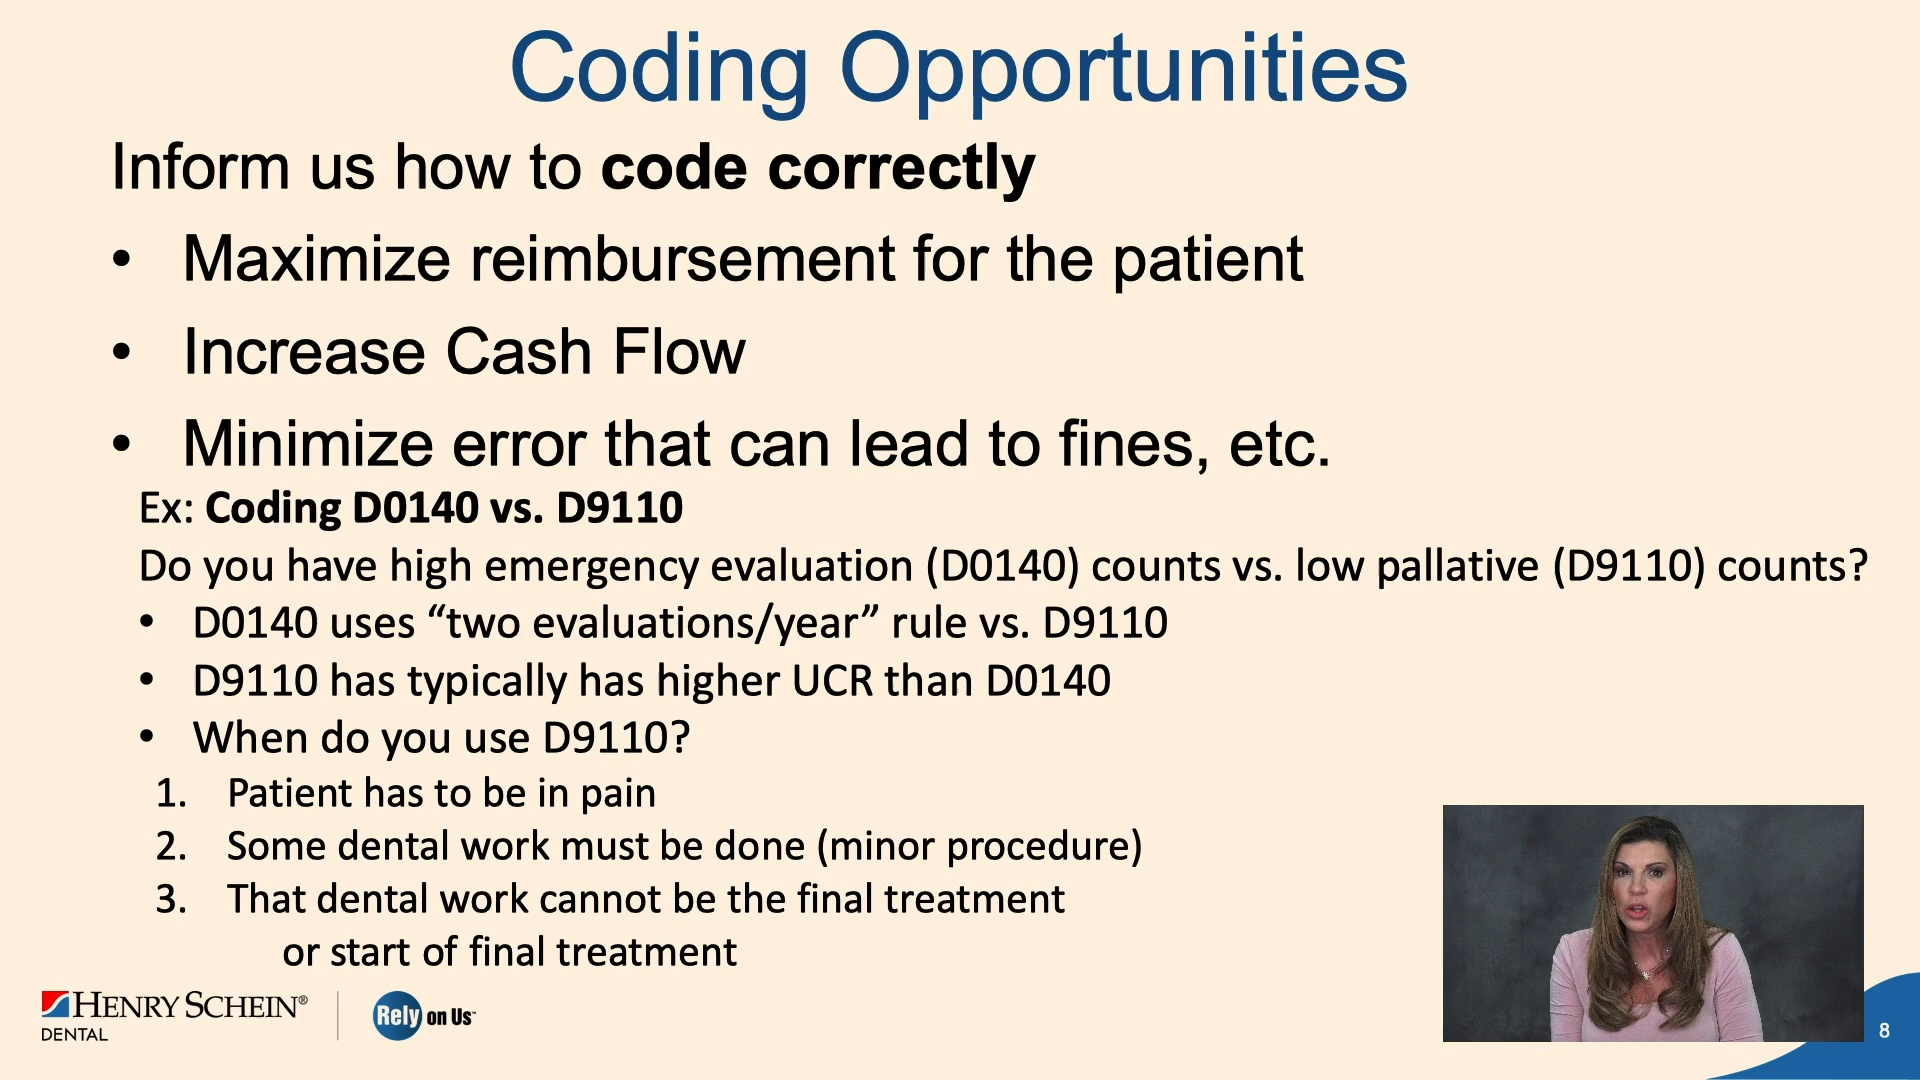 Coding Opportunities
Inform us how to code correctly
• Maximize reimbursement for the patient
• Increase Cash Flow
• Minimize error that can lead to fines, etc.
Ex: Coding D0140 vs. D9110
Do you have high emergency evaluation (D0140) counts vs. low pallative (D9110) counts?
• D0140 uses “two evaluations/year” rule vs. D9110
• D9110 has typically has higher UCR than D0140
• When do you use D9110?
1. Patient has to be in pain
2. Some dental work must be done (minor procedure)
3. That dental work cannot be the final treatment
or start of final treatment
HENRY SCHEIN®
DENTAL
Rely on Us™
8